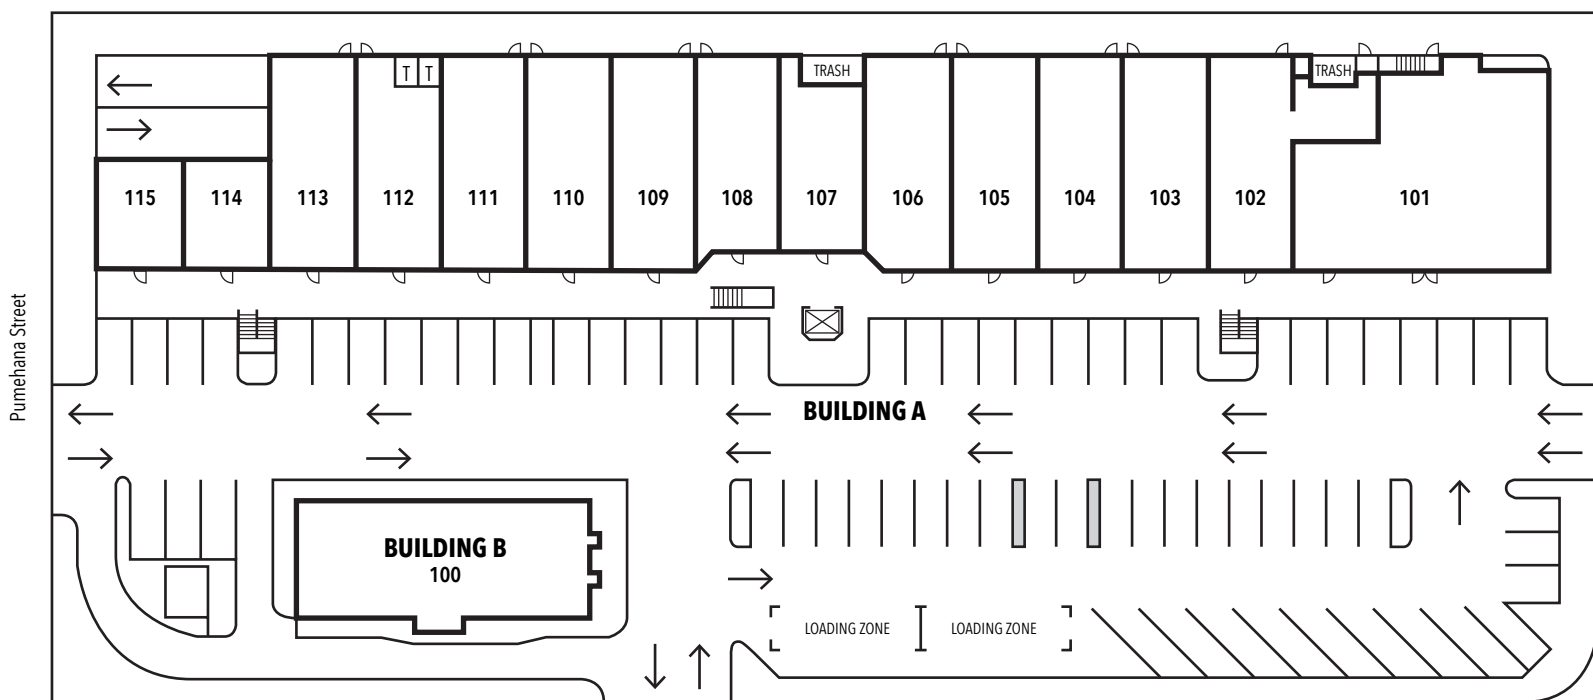 TRASH
TRASH
T T
115 114 113 112 111 110 109 108 107 106 105 104 103 102 101
Pumehana Street
BUILDING A
BUILDING B
100
LOADING ZONE LOADING ZONE